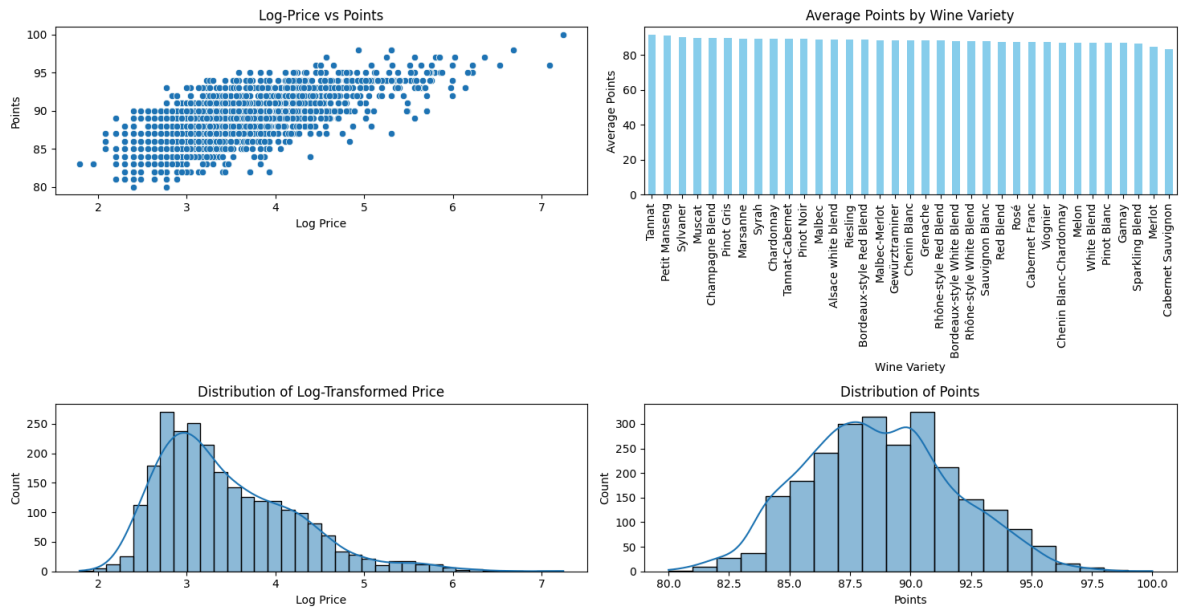 Log-Price vs Points
Points
100
95
90
85
80
2 3 4 5 6 7
Log Price
Average Points by Wine Variety
Average Points
80
60
40
20
0
Tannat
Petit Manseng
Sylvaner
Muscat
Champagne Blend
Pinot Gris
Marsanne
Syrah
Chardonnay
Tannat-Cabernet
Pinot Noir
Malbec
Alsace white blend
Riesling
Bordeaux-style Red Blend
Malbec-Merlot
Gewürztraminer
Chenin Blanc
Grenache
Rhône-style Red Blend
Bordeaux-style White Blend
Rhône-style White Blend
Sauvignon Blanc
Red Blend
Rosé
Cabernet Franc
Viognier
Chenin Blanc-Chardonnay
Melon
White Blend
Pinot Blanc
Gamay
Sparkling Blend
Merlot
Cabernet Sauvignon
Wine Variety
Distribution of Log-Transformed Price
Count
250
200
150
100
50
0
2 3 4 5 6 7
Log Price
Distribution of Points
Count
300
250
200
150
100
50
0
80.0 82.5 85.0 87.5 90.0 92.5 95.0 97.5 100.0
Points